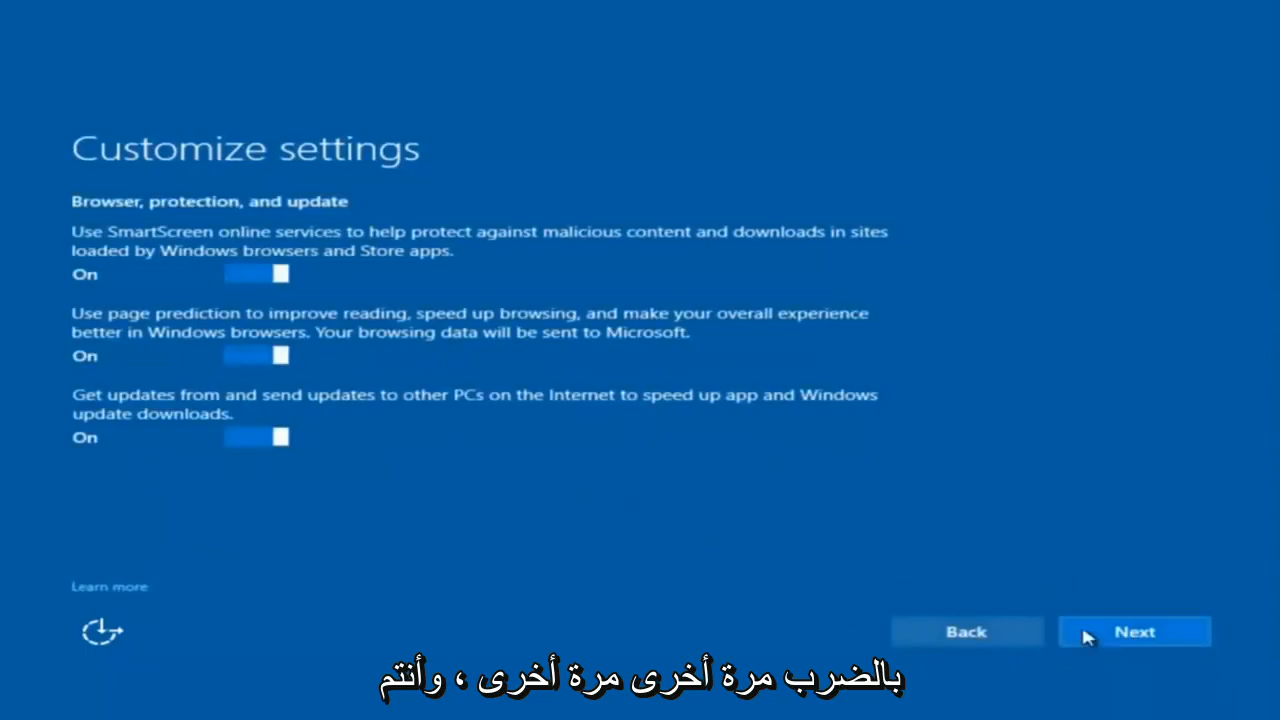 Customize settings
Browser, protection, and update
Use SmartScreen online services to help protect against malicious content and downloads in sites
loaded by Windows browsers and Store apps.
On
Use page prediction to improve reading, speed up browsing, and make your overall experience
better in Windows browsers. Your browsing data will be sent to Microsoft.
On
Get updates from and send updates to other PCs on the Internet to speed up app and Windows
update downloads.
On
Learn more
Back
Next
بالضرب مرة أخرى مرة أخرى ، وأنتم